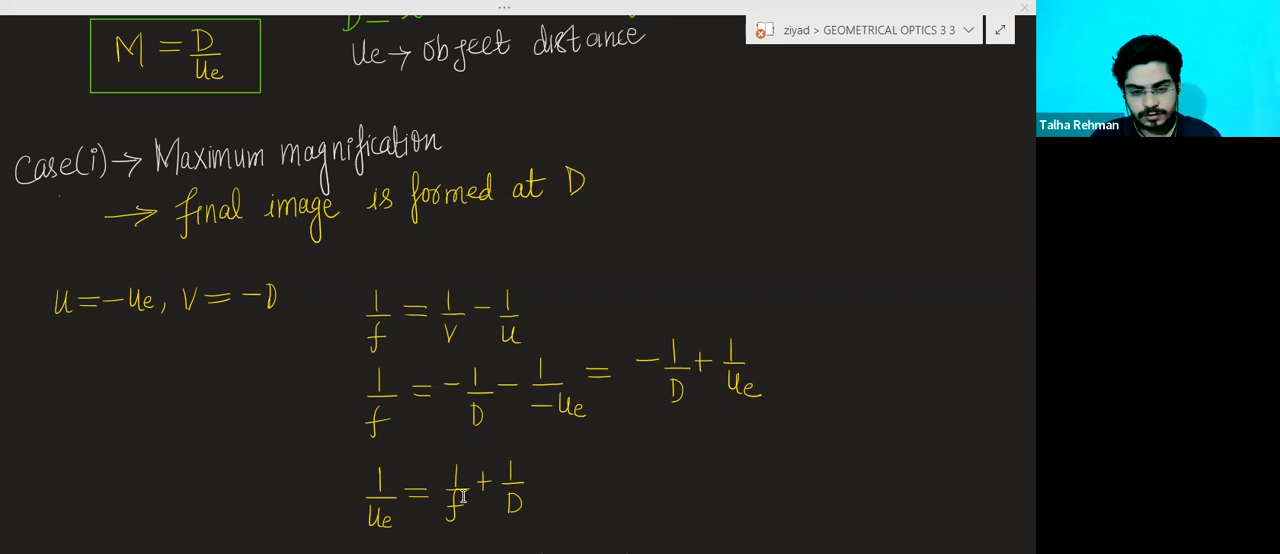 D =
M = D/ue
ue → object distance
ziyad > GEOMETRICAL OPTICS 3 3
Talha Rehman
Case(i) → Maximum magnification
→ final image is formed at D
u = -ue, v = -D
1/f = 1/v - 1/u
1/f = -1/D - 1/-ue = -1/D + 1/ue
1/ue = 1/f + 1/D